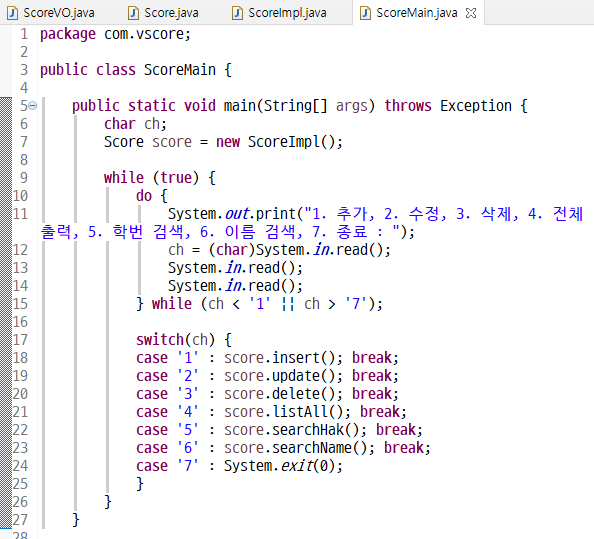 ScoreVO.java Score.java ScoreImpl.java ScoreMain.java
1 package com.vscore;
2
3 public class ScoreMain {
4
5 public static void main(String[] args) throws Exception {
6 char ch;
7 Score score = new ScoreImpl();
8
9 while (true) {
10 do {
11 System.out.print("1. 추가, 2. 수정, 3. 삭제, 4. 전체
출력, 5. 학번 검색, 6. 이름 검색, 7. 종료 : ");
12 ch = (char)System.in.read();
13 System.in.read();
14 System.in.read();
15 } while (ch < '1' || ch > '7');
16
17 switch(ch) {
18 case '1' : score.insert(); break;
19 case '2' : score.update(); break;
20 case '3' : score.delete(); break;
21 case '4' : score.listAll(); break;
22 case '5' : score.searchHak(); break;
23 case '6' : score.searchName(); break;
24 case '7' : System.exit(0);
25 }
26 }
27 }
28